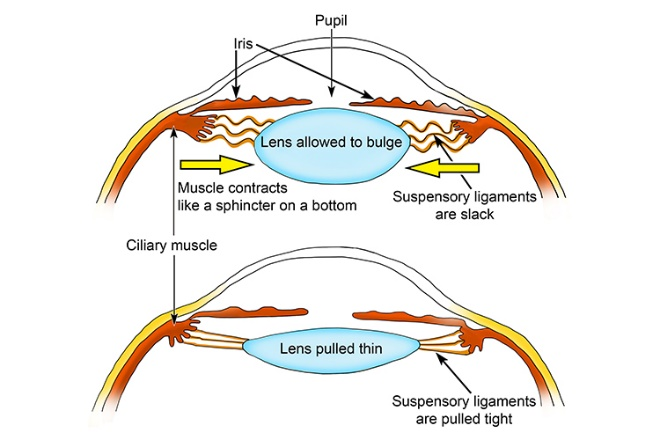 Pupil
Iris
Lens allowed to bulge
Muscle contracts
like a sphincter on a bottom
Suspensory ligaments
are slack
Ciliary muscle
Lens pulled thin
Suspensory ligaments
are pulled tight